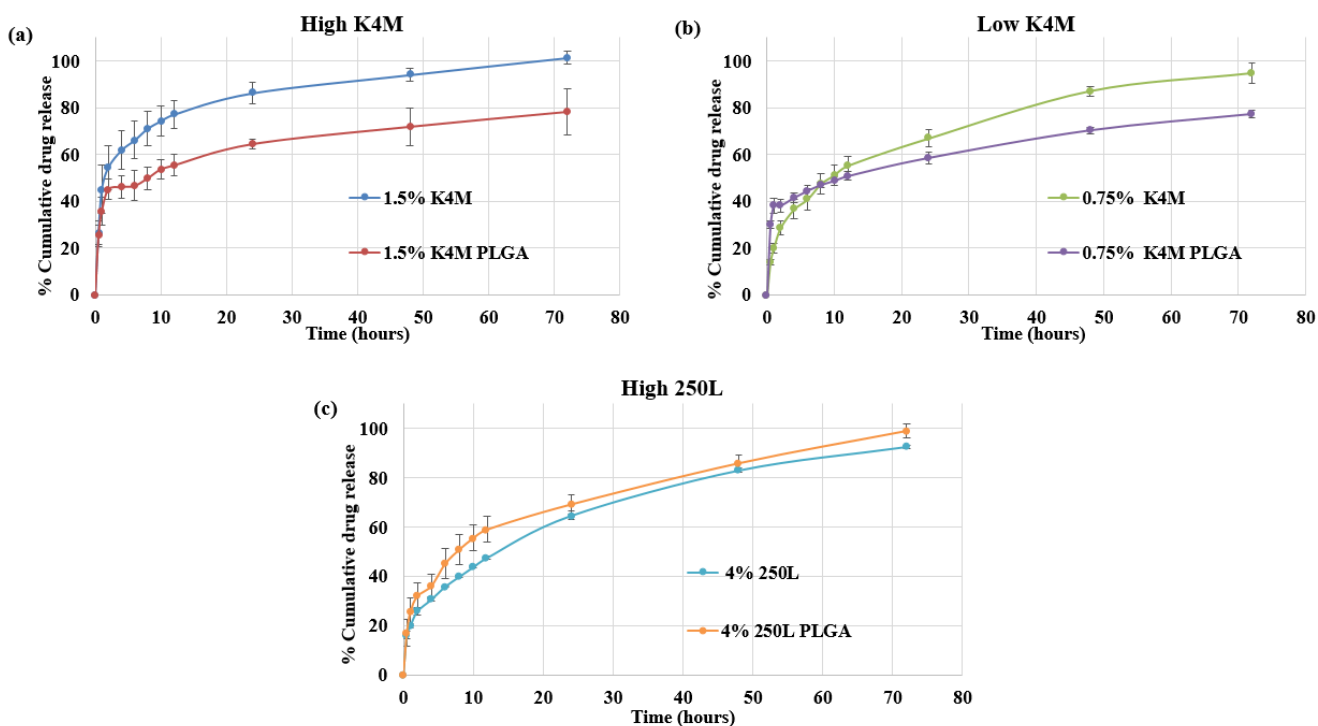 (a)
High K4M
% Cumulative drug release
100
80
60
40
20
0
1.5% K4M
1.5% K4M PLGA
0 10 20 30 40 50 60 70 80
Time (hours)
(b)
Low K4M
% Cumulative drug release
100
80
60
40
20
0
0.75% K4M
0.75% K4M PLGA
0 10 20 30 40 50 60 70 80
Time (hours)
(c)
High 250L
% Cumulative drug release
100
80
60
40
20
0
4% 250L
4% 250L PLGA
0 10 20 30 40 50 60 70 80
Time (hours)